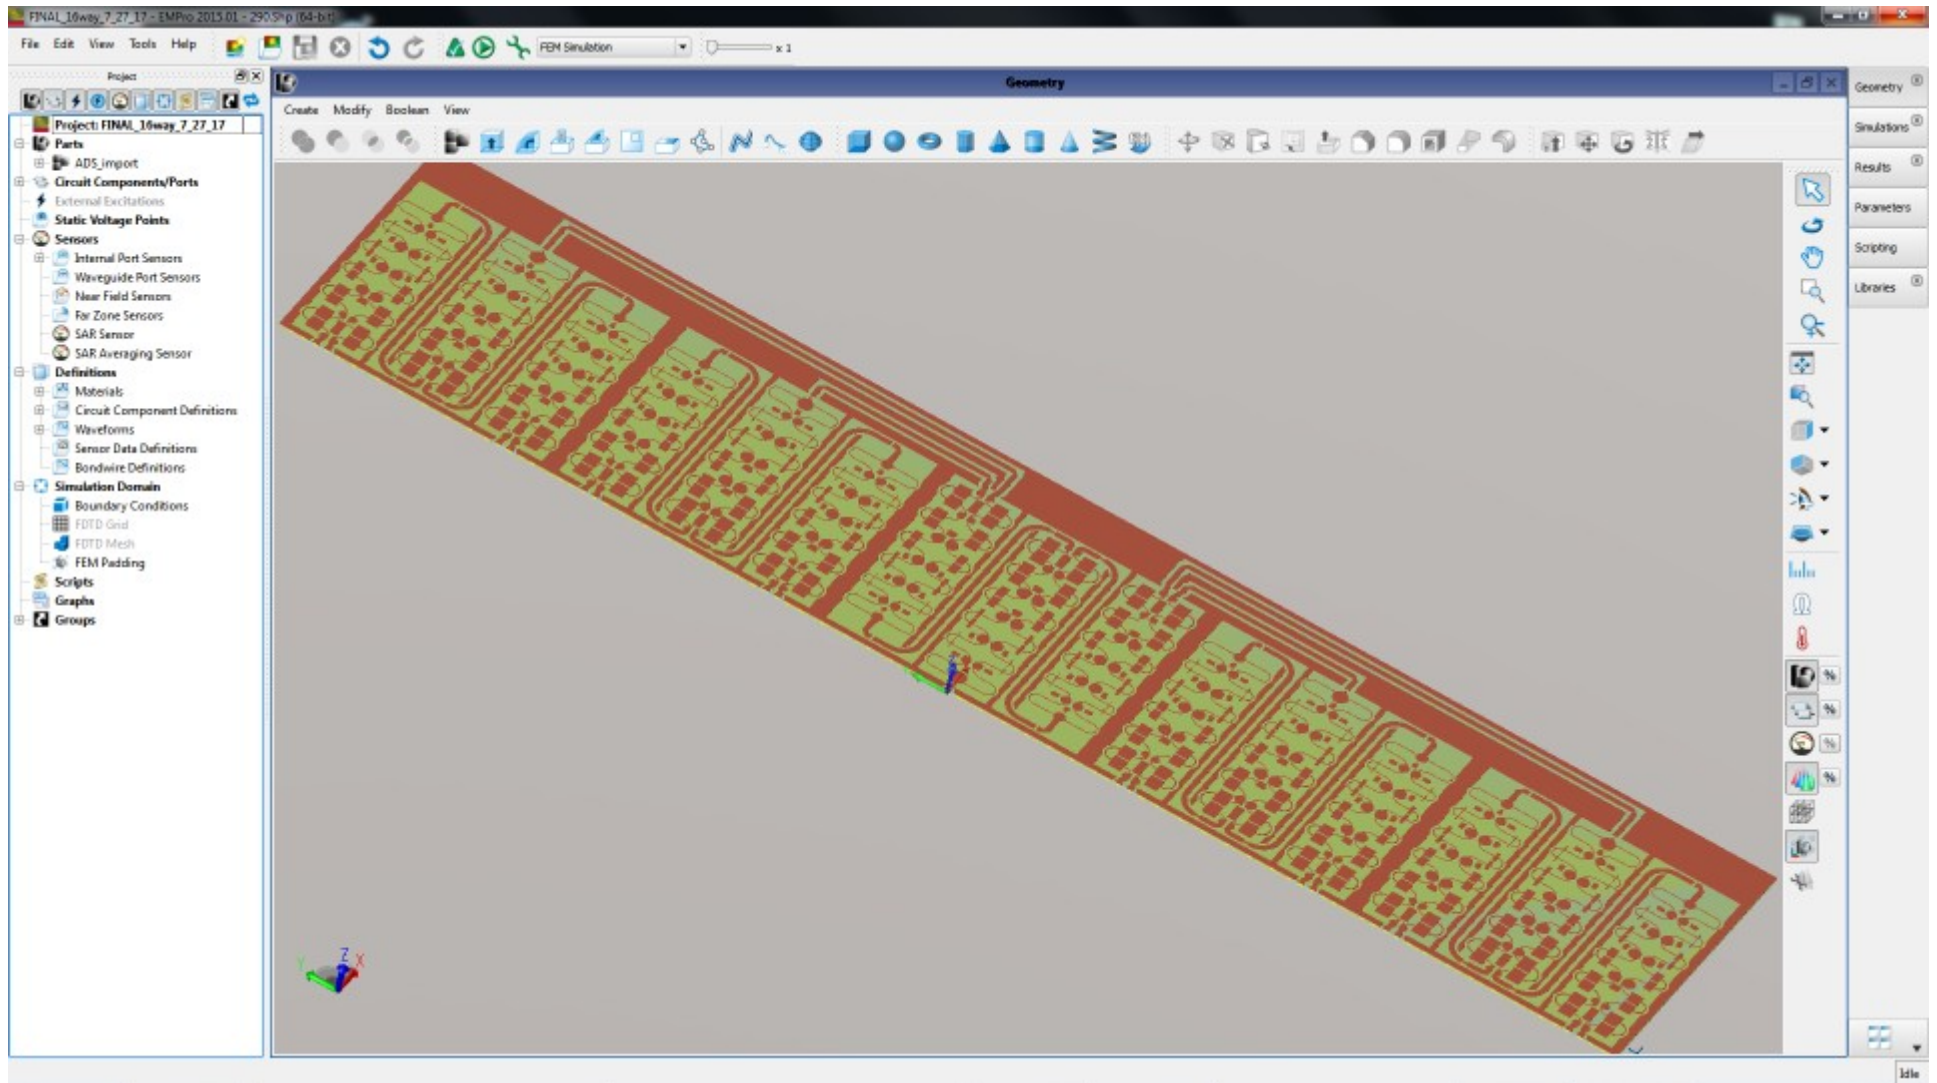 FINAL_16way_7_27_17 - EMPro 2015.01 - 290.Shp (64-bit)
File Edit View Tools Help
FEM Simulation
x 1
Project
Project: FINAL_16way_7_27_17
Parts
ADS_import
Circuit Components/Ports
External Excitations
Static Voltage Points
Sensors
Internal Port Sensors
Waveguide Port Sensors
Near Field Sensors
Far Zone Sensors
SAR Sensor
SAR Averaging Sensor
Definitions
Materials
Circuit Component Definitions
Waveforms
Sensor Data Definitions
Bondwire Definitions
Simulation Domain
Boundary Conditions
FDTD Grid
FDTD Mesh
FEM Padding
Scripts
Graphs
Groups
Geometry
Create Modify Boolean View
Z
Y
X
%
%
%
%
Geometry
Simulations
Results
Parameters
Scripting
Libraries
Idle